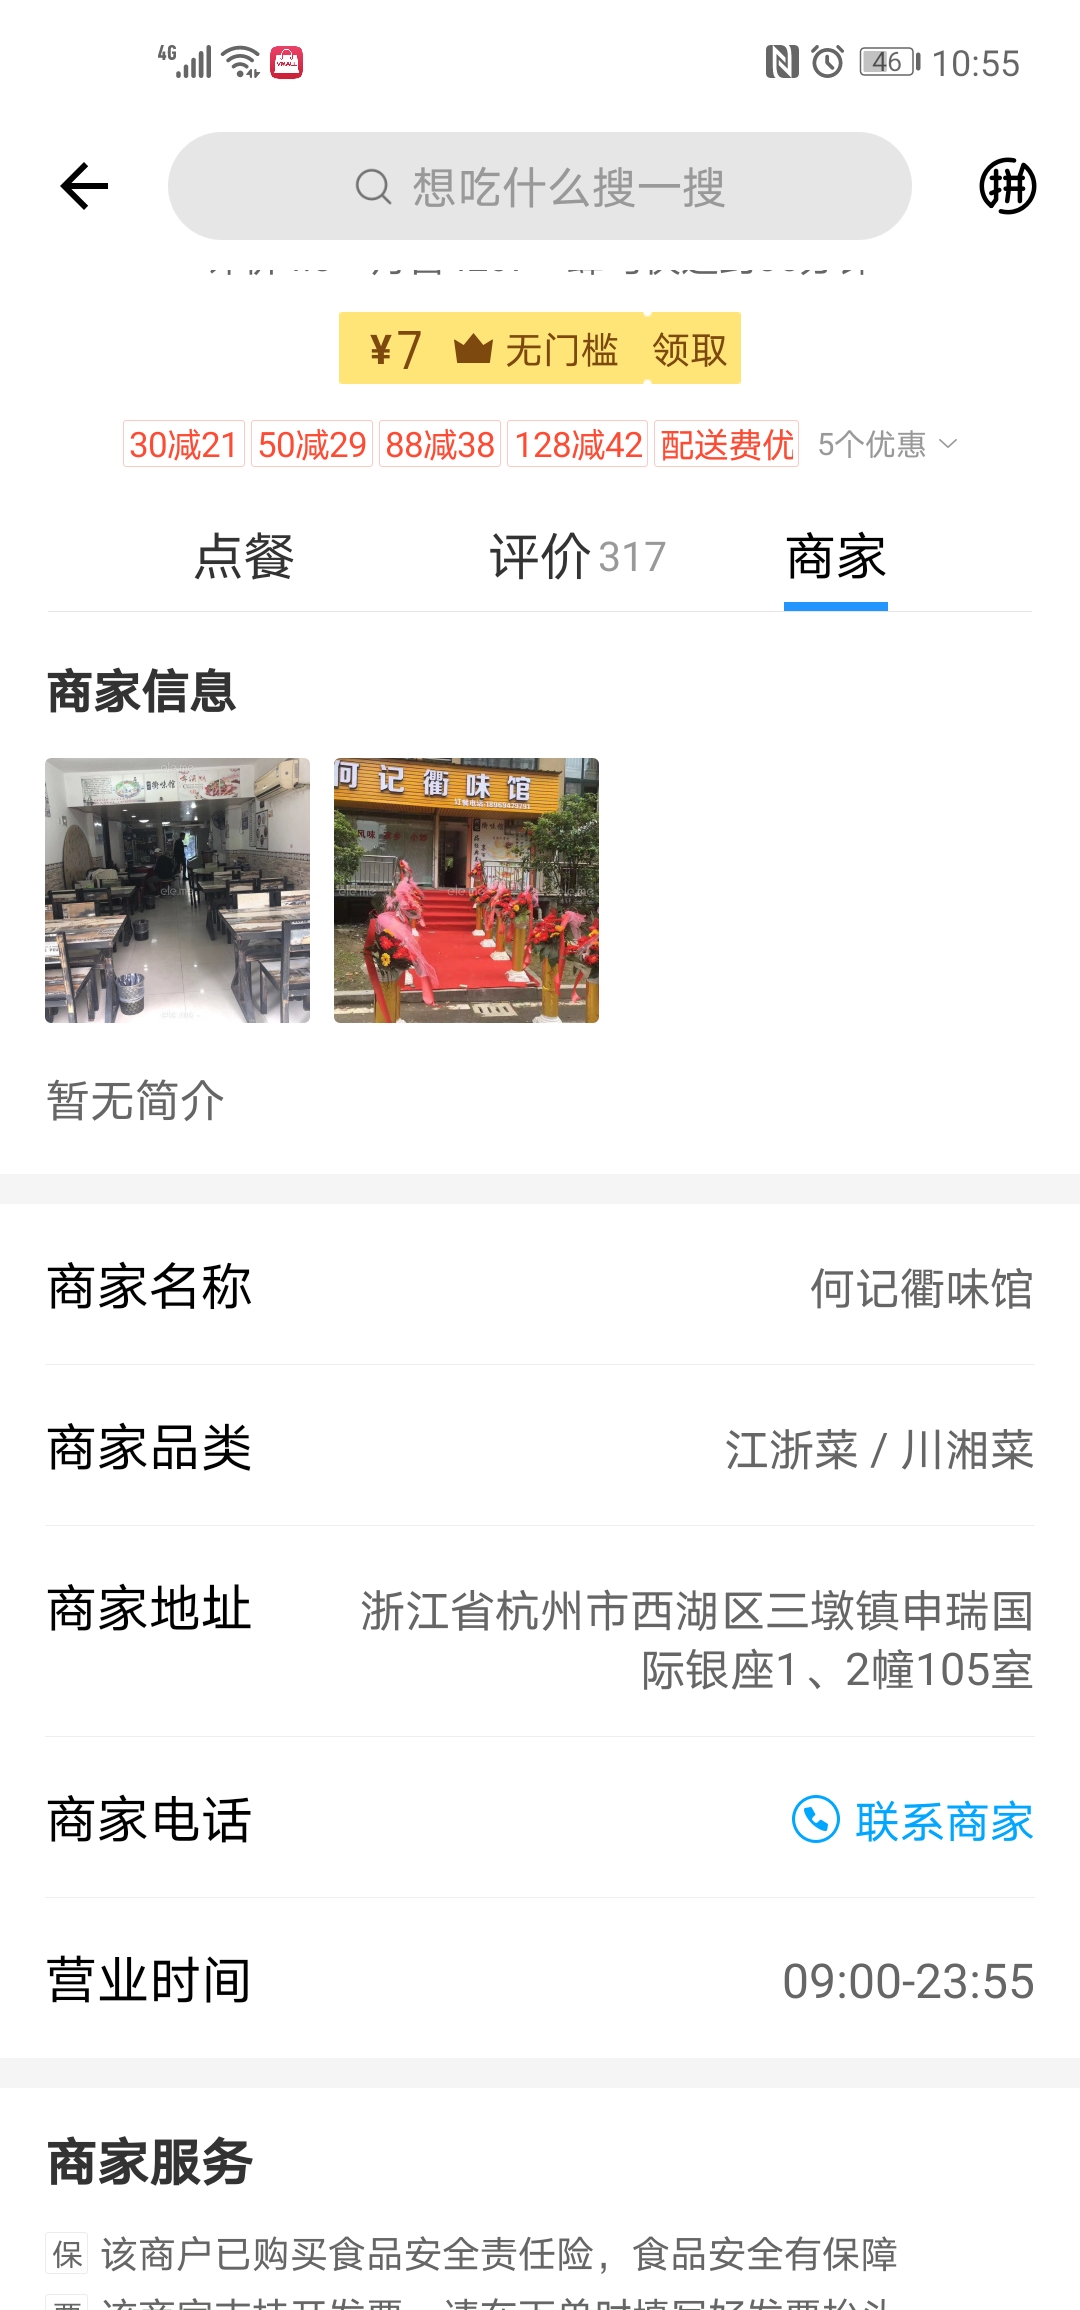 4G
VMALL
46
10:55
想吃什么搜一搜
拼
¥7 无门槛 领取
30减21 50减29 88减38 128减42 配送费优 5个优惠
点餐 评价317 商家
商家信息
何记衢味馆
ele.me
暂无简介
商家名称 何记衢味馆
商家品类 江浙菜 / 川湘菜
商家地址 浙江省杭州市西湖区三墩镇申瑞国
际银座1、2幢105室
商家电话 联系商家
营业时间 09:00-23:55
商家服务
保 该商户已购买食品安全责任险，食品安全有保障